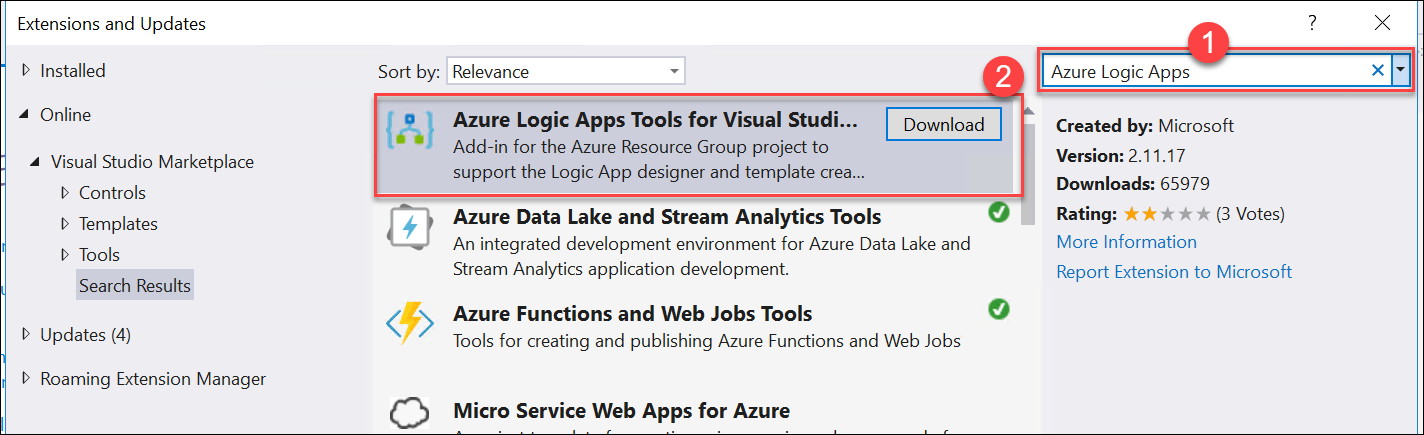 Extensions and Updates
?
1
Installed
Sort by: Relevance
Azure Logic Apps
2
Online
Visual Studio Marketplace
Controls
Templates
Tools
Search Results
Updates (4)
Roaming Extension Manager
Azure Logic Apps Tools for Visual Studi...
Download
Add-in for the Azure Resource Group project to
support the Logic App designer and template crea...
Azure Data Lake and Stream Analytics Tools
An integrated development environment for Azure Data Lake and
Stream Analytics application development.
Azure Functions and Web Jobs Tools
Tools for creating and publishing Azure Functions and Web Jobs
Micro Service Web Apps for Azure
Created by: Microsoft
Version: 2.11.17
Downloads: 65979
Rating: (3 Votes)
More Information
Report Extension to Microsoft